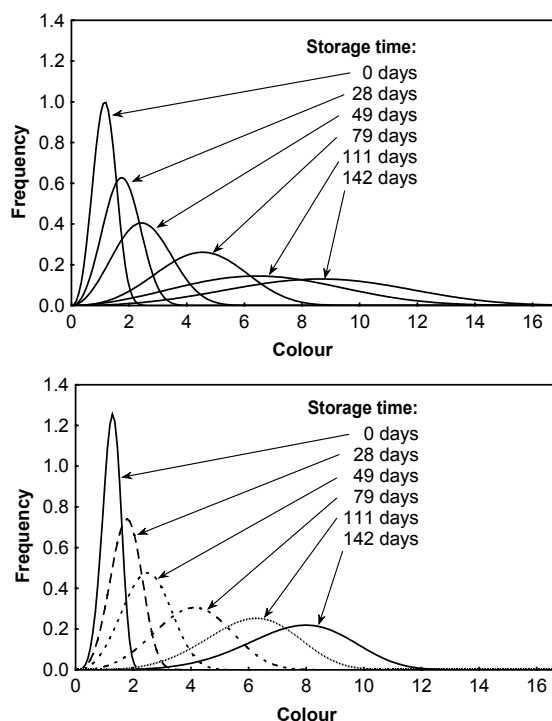 1.4
Storage time:
1.2
0 days
1.0
28 days
49 days
0.8
79 days
111 days
0.6
142 days
0.4
0.2
0.0
0 2 4 6 8 10 12 14 16
Frequency
Colour
1.4
Storage time:
1.2
0 days
1.0
28 days
49 days
0.8
79 days
111 days
0.6
142 days
0.4
0.2
0.0
0 2 4 6 8 10 12 14 16
Frequency
Colour